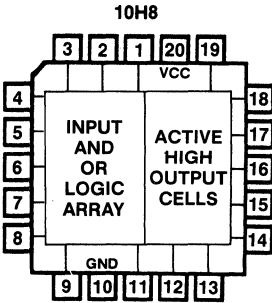 10H8
3 2 1 20 19
VCC
4 18
5 17
6 16
7 15
8 14
INPUT
AND
OR
LOGIC
ARRAY
ACTIVE
HIGH
OUTPUT
CELLS
GND
9 10 11 12 13